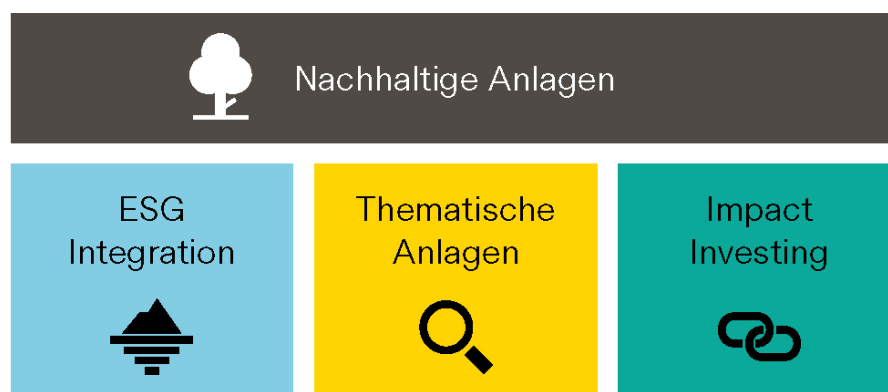 Nachhaltige Anlagen
ESG
Integration
Thematische
Anlagen
Impact
Investing